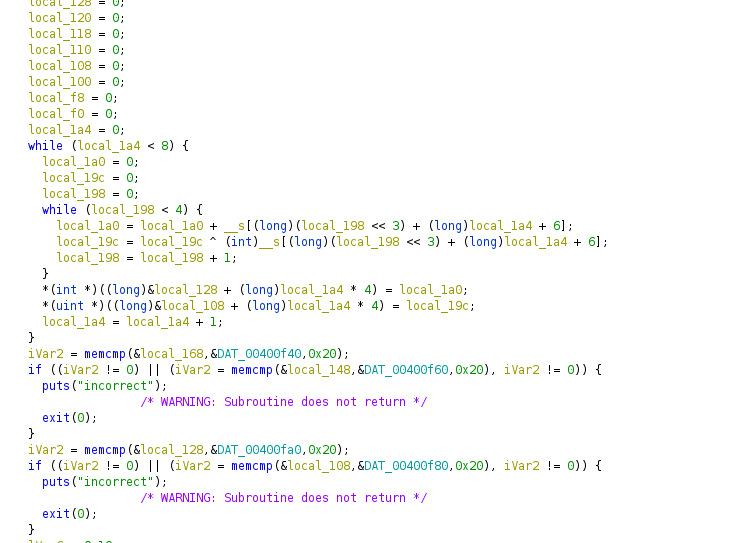 local_128 = 0;
local_120 = 0;
local_118 = 0;
local_110 = 0;
local_108 = 0;
local_100 = 0;
local_f8 = 0;
local_f0 = 0;
local_1a4 = 0;
while (local_1a4 < 8) {
local_1a0 = 0;
local_19c = 0;
local_198 = 0;
while (local_198 < 4) {
local_1a0 = local_1a0 + __s[(long)(local_198 << 3) + (long)local_1a4 + 6];
local_19c = local_19c ^ (int)__s[(long)(local_198 << 3) + (long)local_1a4 + 6];
local_198 = local_198 + 1;
}
*(int *)((long)&local_128 + (long)local_1a4 * 4) = local_1a0;
*(uint *)((long)&local_108 + (long)local_1a4 * 4) = local_19c;
local_1a4 = local_1a4 + 1;
}
iVar2 = memcmp(&local_168,&DAT_00400f40,0x20);
if ((iVar2 != 0) || (iVar2 = memcmp(&local_148,&DAT_00400f60,0x20), iVar2 != 0)) {
puts("incorrect");
/* WARNING: Subroutine does not return */
exit(0);
}
iVar2 = memcmp(&local_128,&DAT_00400fa0,0x20);
if ((iVar2 != 0) || (iVar2 = memcmp(&local_108,&DAT_00400f80,0x20), iVar2 != 0)) {
puts("incorrect");
/* WARNING: Subroutine does not return */
exit(0);
}